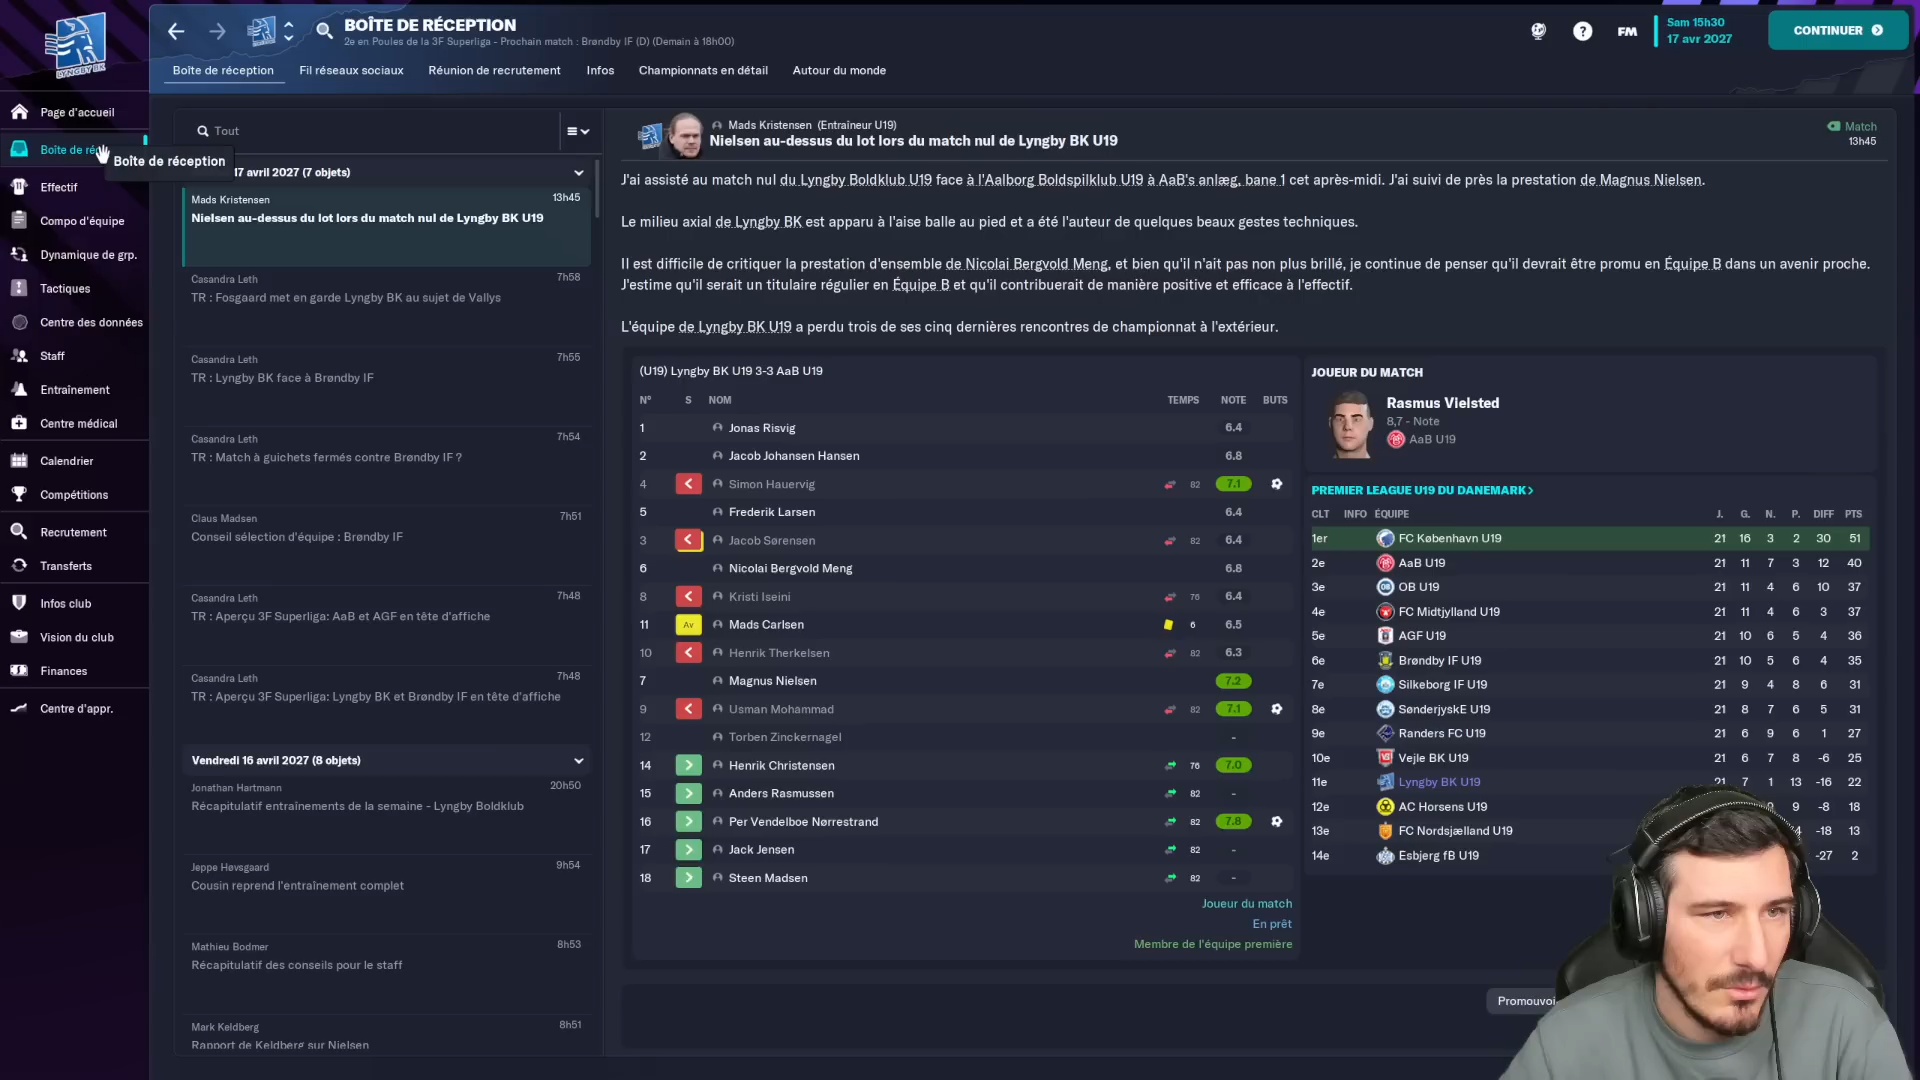 LYNGBY BK
BOÎTE DE RÉCEPTION
2e en Poules de la 3F Superliga - Prochain match : Brøndby IF (D) (Demain à 18h00)
FM
Sam 15h30
17 avr 2027
CONTINUER
Boîte de réception
Fil réseaux sociaux
Réunion de recrutement
Infos
Championnats en détail
Autour du monde
Page d'accueil
Boîte de
Boîte de réception
Effectif
Compo d'équipe
Dynamique de grp.
Tactiques
Centre des données
Staff
Entraînement
Centre médical
Calendrier
Compétitions
Recrutement
Transferts
Infos club
Vision du club
Finances
Centre d'appr.
Tout
17 avril 2027 (7 objets)
Mads Kristensen 13h45
Nielsen au-dessus du lot lors du match nul de Lyngby BK U19
Casandra Leth 7h58
TR : Fosgaard met en garde Lyngby BK au sujet de Vallys
Casandra Leth 7h55
TR : Lyngby BK face à Brøndby IF
Casandra Leth 7h54
TR : Match à guichets fermés contre Brøndby IF ?
Claus Madsen 7h51
Conseil sélection d'équipe : Brøndby IF
Casandra Leth 7h48
TR : Aperçu 3F Superliga: AaB et AGF en tête d'affiche
Casandra Leth 7h48
TR : Aperçu 3F Superliga: Lyngby BK et Brøndby IF en tête d'affiche
Vendredi 16 avril 2027 (8 objets)
Jonathan Hartmann 20h50
Récapitulatif entraînements de la semaine - Lyngby Boldklub
Jeppe Høvsgaard 9h54
Cousin reprend l'entraînement complet
Mathieu Bodmer 8h53
Récapitulatif des conseils pour le staff
Mark Keldberg 8h51
Rapport de Keldberg sur Nielsen
Mads Kristensen (Entraîneur U19)
Nielsen au-dessus du lot lors du match nul de Lyngby BK U19
Match
13h45
J'ai assisté au match nul du Lyngby Boldklub U19 face à l'Aalborg Boldspilklub U19 à AaB's anlæg, bane 1 cet après-midi. J'ai suivi de près la prestation de Magnus Nielsen.
Le milieu axial de Lyngby BK est apparu à l'aise balle au pied et a été l'auteur de quelques beaux gestes techniques.
Il est difficile de critiquer la prestation d'ensemble de Nicolai Bergvold Meng, et bien qu'il n'ait pas non plus brillé, je continue de penser qu'il devrait être promu en Équipe B dans un avenir proche.
J'estime qu'il serait un titulaire régulier en Équipe B et qu'il contribuerait de manière positive et efficace à l'effectif.
L'équipe de Lyngby BK U19 a perdu trois de ses cinq dernières rencontres de championnat à l'extérieur.
(U19) Lyngby BK U19 3-3 AaB U19
N° S NOM TEMPS NOTE BUTS
1 Jonas Risvig 6.4
2 Jacob Johansen Hansen 6.8
4 Simon Hauervig 82 7.1
5 Frederik Larsen 6.4
3 Jacob Sørensen 82 6.4
6 Nicolai Bergvold Meng 6.8
8 Kristi Iseini 76 6.4
11 Av Mads Carlsen 6 6.5
10 Henrik Therkelsen 82 6.3
7 Magnus Nielsen 7.2
9 Usman Mohammad 82 7.1
12 Torben Zinckernagel -
14 Henrik Christensen 76 7.0
15 Anders Rasmussen 82 -
16 Per Vendelboe Nørrestrand 82 7.8
17 Jack Jensen 82 -
18 Steen Madsen 82 -
Joueur du match
En prêt
Membre de l'équipe première
JOUEUR DU MATCH
Rasmus Vielsted
8,7 - Note
AaB U19
PREMIER LEAGUE U19 DU DANEMARK>
CLT INFO ÉQUIPE J. G. N. P. DIFF PTS
1er FC København U19 21 16 3 2 30 51
2e AaB U19 21 11 7 3 12 40
3e OB U19 21 11 4 6 10 37
4e FC Midtjylland U19 21 11 4 6 3 37
5e AGF U19 21 10 6 5 4 36
6e Brøndby IF U19 21 10 5 6 4 35
7e Silkeborg IF U19 21 9 4 8 6 31
8e SønderjyskE U19 21 8 7 6 5 31
9e Randers FC U19 21 6 9 6 1 27
10e Vejle BK U19 21 6 7 8 -6 25
11e Lyngby BK U19 21 7 1 13 -16 22
12e AC Horsens U19 9 -8 18
13e FC Nordsjælland U19 -18 13
14e Esbjerg fB U19 -27 2
Promouvoi